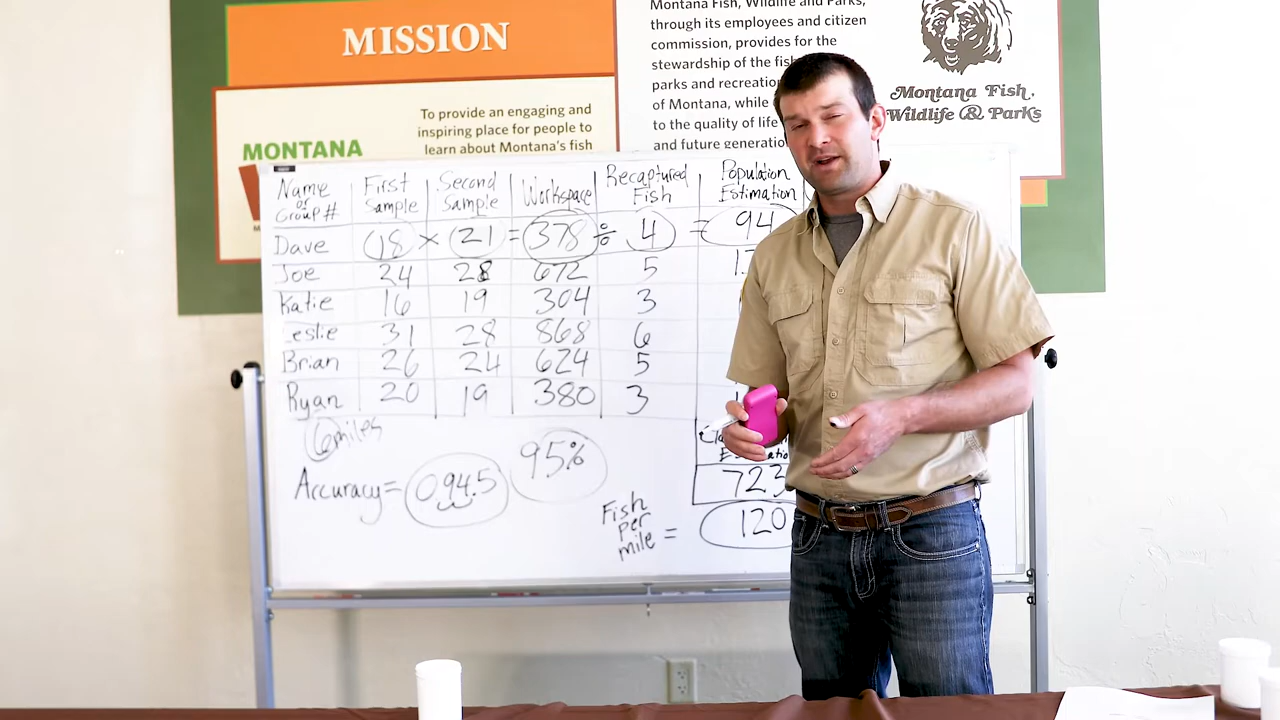 MISSION
To provide an engaging and
inspiring place for people to
learn about Montana's fish
MONTANA
Montana Fish, Wildlife and Parks,
through its employees and citizen
commission, provides for the
stewardship of the fish
parks and recreation
of Montana, while
to the quality of life
and future generation
Montana Fish,
Wildlife & Parks
Name or Group# First Sample Second Sample Workspace Recaptured Fish Population Estimation
Dave 18 × 21 = 378 ÷ 4 = 94
Joe 24 28 672 5
Katie 16 19 304 3
Leslie 31 28 868 6
Brian 26 24 624 5
Ryan 20 19 380 3
6 miles
Accuracy= 0.94.5 95%
723
Fish per mile = 120